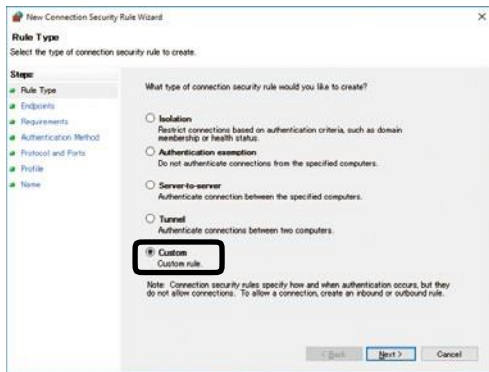 New Connection Security Rule Wizard
Rule Type
Select the type of connection security rule to create.
Steps:
Rule Type
Endpoints
Requirements
Authentication Method
Protocol and Ports
Profile
Name
What type of connection security rule would you like to create?
Isolation
Restrict connections based on authentication criteria, such as domain
membership or health status.
Authentication exemption
Do not authenticate connections from the specified computers.
Server-to-server
Authenticate connection between the specified computers.
Tunnel
Authenticate connections between two computers.
Custom
Custom rule.
Note: Connection security rules specify how and when authentication occurs, but they
do not allow connections. To allow a connection, create an inbound or outbound rule.
< Back Next > Cancel